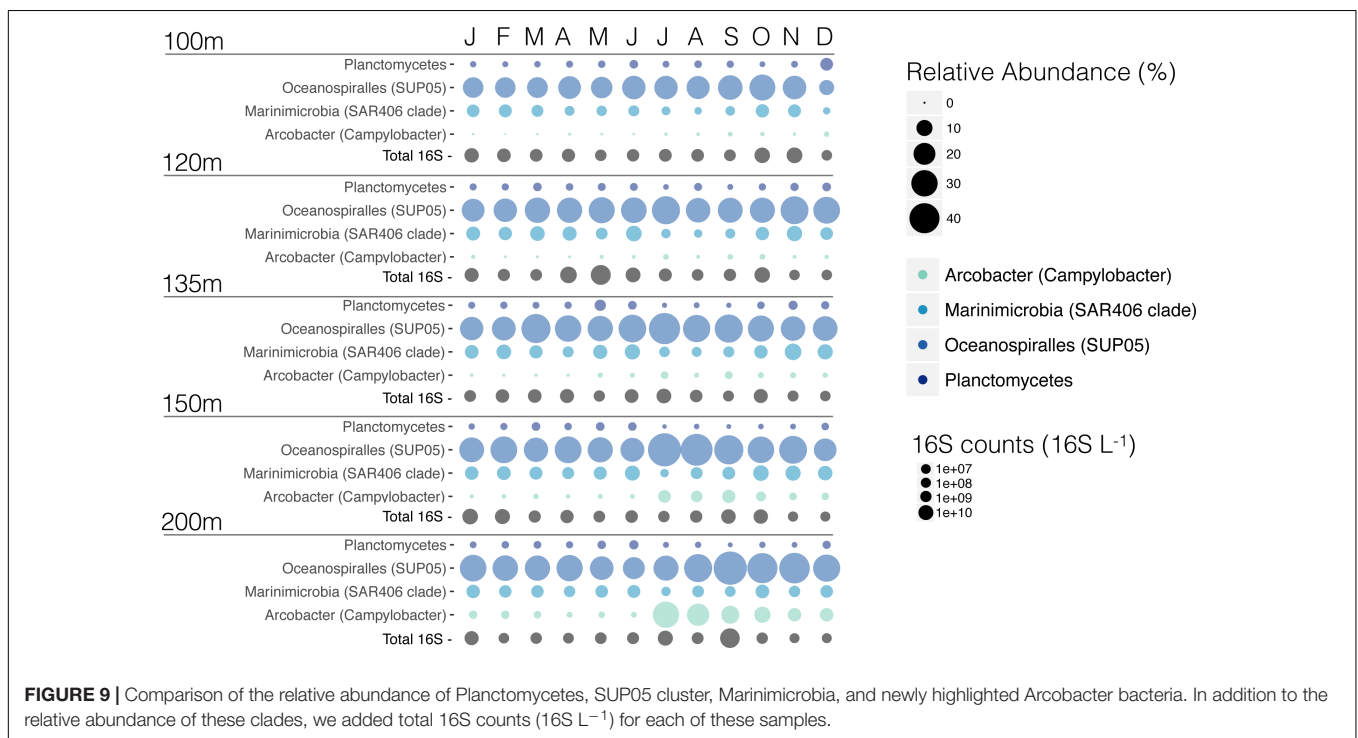 J F M A M J J A S O N D
100m
Planctomycetes
Oceanospiralles (SUP05)
Marinimicrobia (SAR406 clade)
Arcobacter (Campylobacter)
Total 16S
120m
Planctomycetes
Oceanospiralles (SUP05)
Marinimicrobia (SAR406 clade)
Arcobacter (Campylobacter)
Total 16S
135m
Planctomycetes
Oceanospiralles (SUP05)
Marinimicrobia (SAR406 clade)
Arcobacter (Campylobacter)
Total 16S
150m
Planctomycetes
Oceanospiralles (SUP05)
Marinimicrobia (SAR406 clade)
Arcobacter (Campylobacter)
Total 16S
200m
Planctomycetes
Oceanospiralles (SUP05)
Marinimicrobia (SAR406 clade)
Arcobacter (Campylobacter)
Total 16S
Relative Abundance (%)
0
10
20
30
40
Arcobacter (Campylobacter)
Marinimicrobia (SAR406 clade)
Oceanospiralles (SUP05)
Planctomycetes
16S counts (16S L⁻¹)
1e+07
1e+08
1e+09
1e+10
FIGURE 9 | Comparison of the relative abundance of Planctomycetes, SUP05 cluster, Marinimicrobia, and newly highlighted Arcobacter bacteria. In addition to the
relative abundance of these clades, we added total 16S counts (16S L⁻¹) for each of these samples.